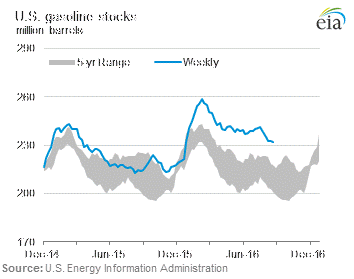 U.S. gasoline stocks
million barrels
eia
290
5-yr Range
Weekly
260
230
200
170
Dec-14
Jun-15
Dec-15
Jun-16
Dec-16
Source: U.S. Energy Information Administration